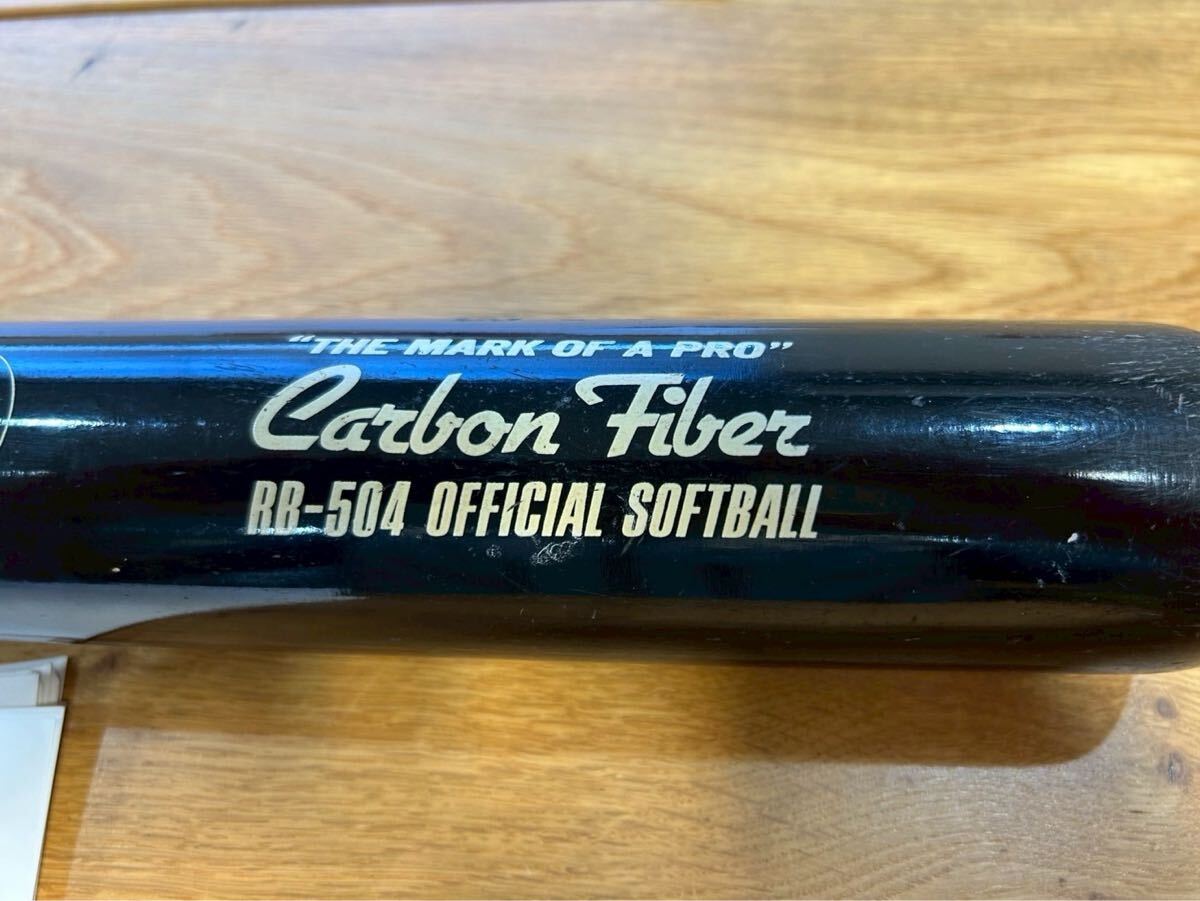 "THE MARK OF A PRO"
Carbon Fiber
RB-504 OFFICIAL SOFTBALL